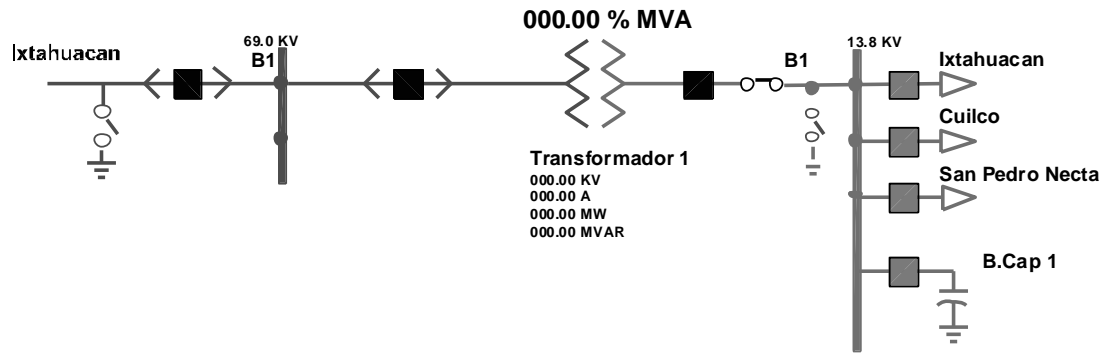 000.00 % MVA
Ixtahuacan
69.0 KV
B1
13.8 KV
B1
Ixtahuacan
Cuilco
San Pedro Necta
B.Cap 1
Transformador 1
000.00 KV
000.00 A
000.00 MW
000.00 MVAR